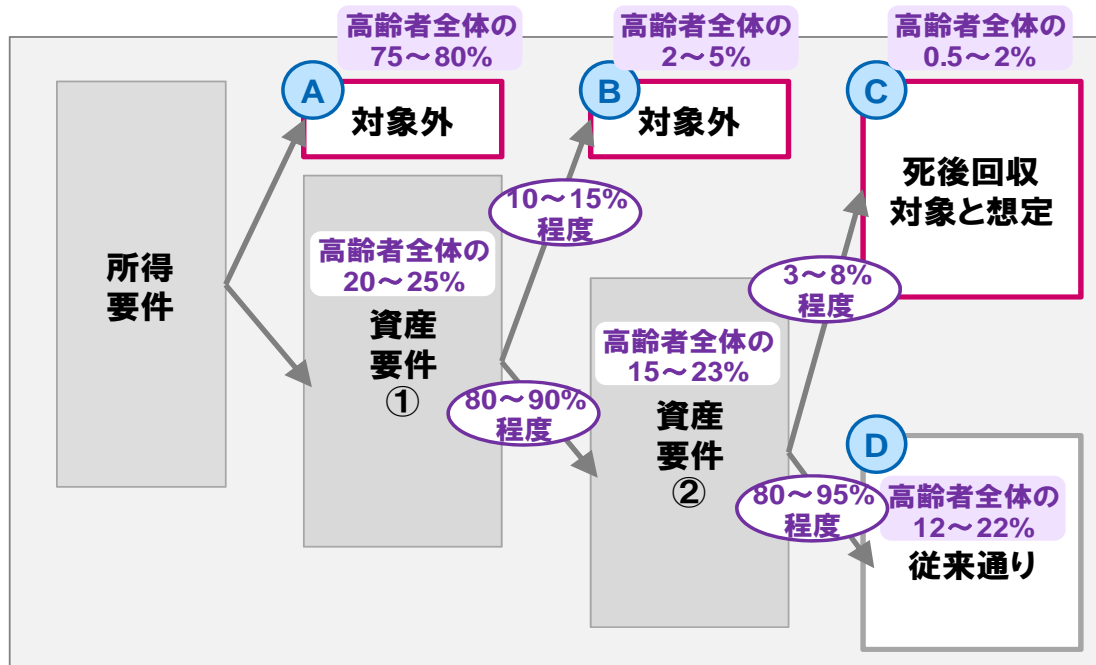 所得
要件
A
高齢者全体の
75～80%
対象外
高齢者全体の
20～25%
資産
要件
①
10～15%
程度
80～90%
程度
B
高齢者全体の
2～5%
対象外
高齢者全体の
15～23%
資産
要件
②
3～8%
程度
80～95%
程度
C
高齢者全体の
0.5～2%
死後回収
対象と想定
D
高齢者全体の
12～22%
従来通り